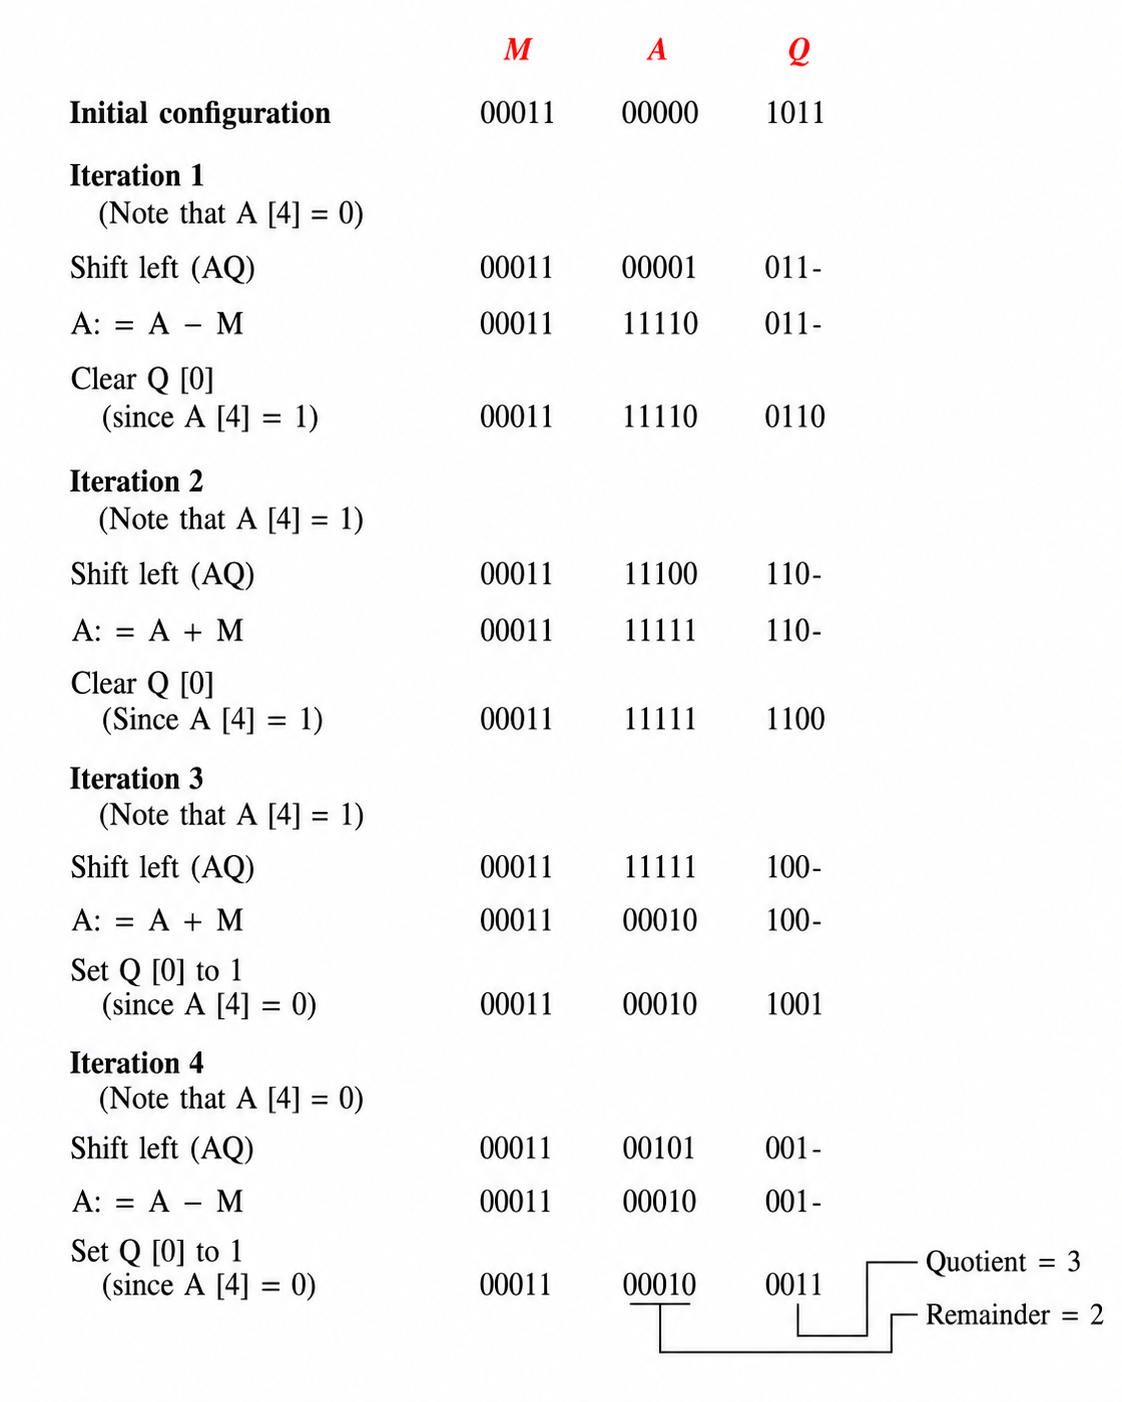 M A Q
Initial configuration 00011 00000 1011
Iteration 1
(Note that A [4] = 0)
Shift left (AQ) 00011 00001 011-
A: = A − M 00011 11110 011-
Clear Q [0]
(since A [4] = 1) 00011 11110 0110
Iteration 2
(Note that A [4] = 1)
Shift left (AQ) 00011 11100 110-
A: = A + M 00011 11111 110-
Clear Q [0]
(Since A [4] = 1) 00011 11111 1100
Iteration 3
(Note that A [4] = 1)
Shift left (AQ) 00011 11111 100-
A: = A + M 00011 00010 100-
Set Q [0] to 1
(since A [4] = 0) 00011 00010 1001
Iteration 4
(Note that A [4] = 0)
Shift left (AQ) 00011 00101 001-
A: = A − M 00011 00010 001-
Set Q [0] to 1
(since A [4] = 0) 00011 00010 0011
Quotient = 3
Remainder = 2